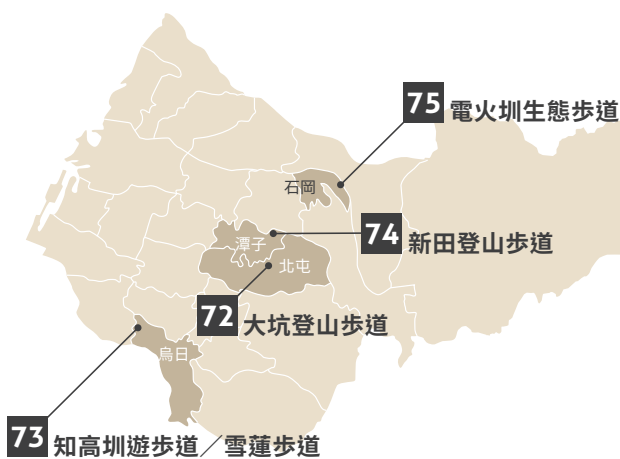 75 電火圳生態步道
石岡
74 新田登山步道
潭子
北屯
72 大坑登山步道
烏日
73 知高圳遊步道／雪蓮步道